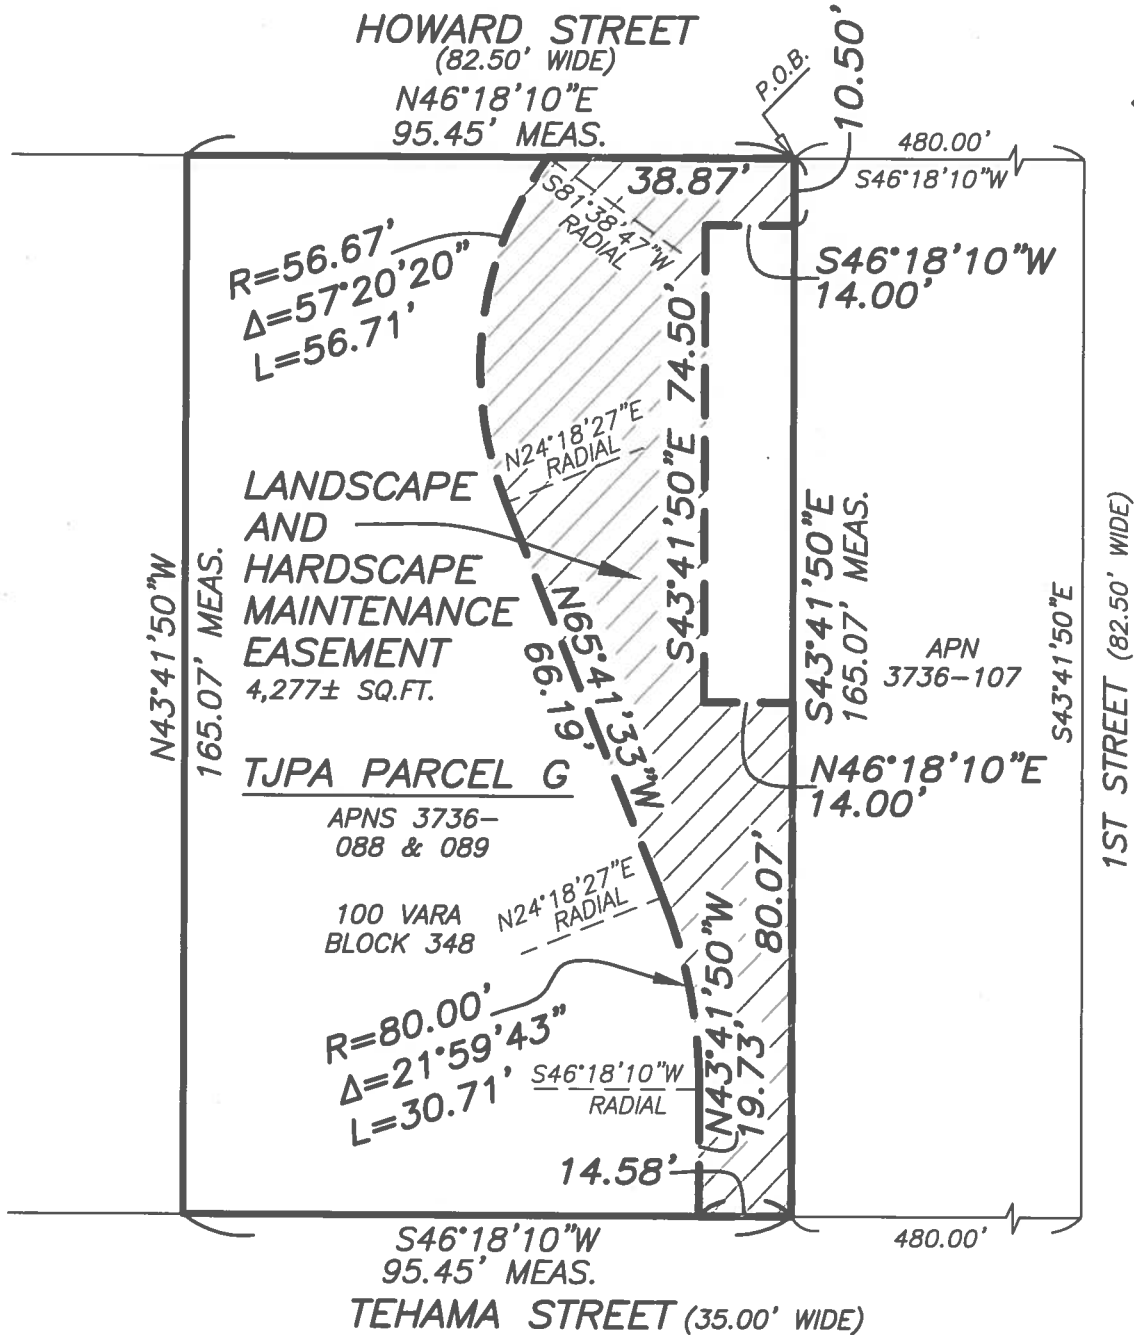 HOWARD STREET
(82.50' WIDE)
N46°18'10"E
95.45' MEAS.
P.O.B.
10.50'
480.00'
S46°18'10"W
38.87'
S81°38'47"W
RADIAL
R=56.67'
Δ=57°20'20"
L=56.71'
S46°18'10"W
14.00'
S43°41'50"E 74.50'
N24°18'27"E
RADIAL
LANDSCAPE
AND
HARDSCAPE
MAINTENANCE
EASEMENT
4,277± SQ.FT.
N43°41'50"W
165.07' MEAS.
N65°41'33"W
66.19'
S43°41'50"E
165.07' MEAS.
APN
3736-107
S43°41'50"E
1ST STREET (82.50' WIDE)
TJPA PARCEL G
APNS 3736-
088 & 089
N46°18'10"E
14.00'
100 VARA
BLOCK 348
N24°18'27"E
RADIAL
80.07'
R=80.00'
Δ=21°59'43"
L=30.71'
N43°41'50"W
19.73'
S46°18'10"W
RADIAL
14.58'
S46°18'10"W
95.45' MEAS.
480.00'
TEHAMA STREET (35.00' WIDE)